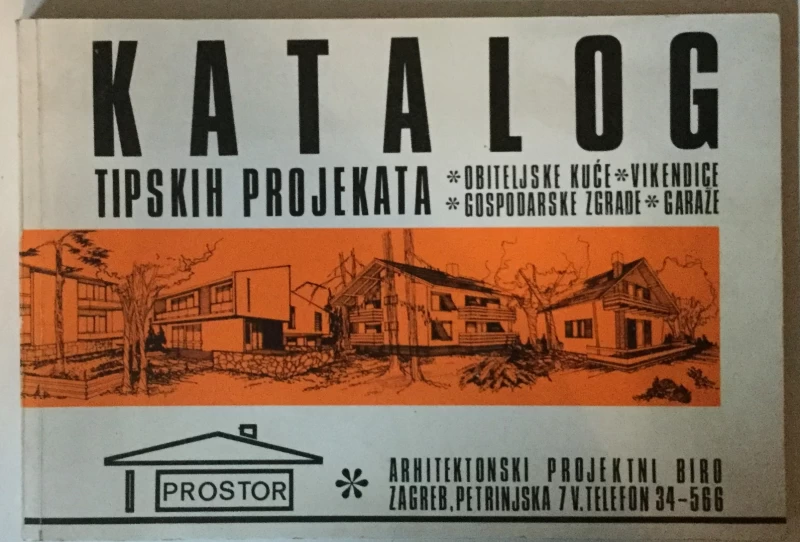 KATALOG
TIPSKIH PROJEKATA
*OBITELJSKE KUĆE*VIKENDICE
*GOSPODARSKE ZGRADE*GARAŽE
PROSTOR
*
ARHITEKTONSKI PROJEKTNI BIRO
ZAGREB, PETRINJSKA 7 V. TELEFON 34-566